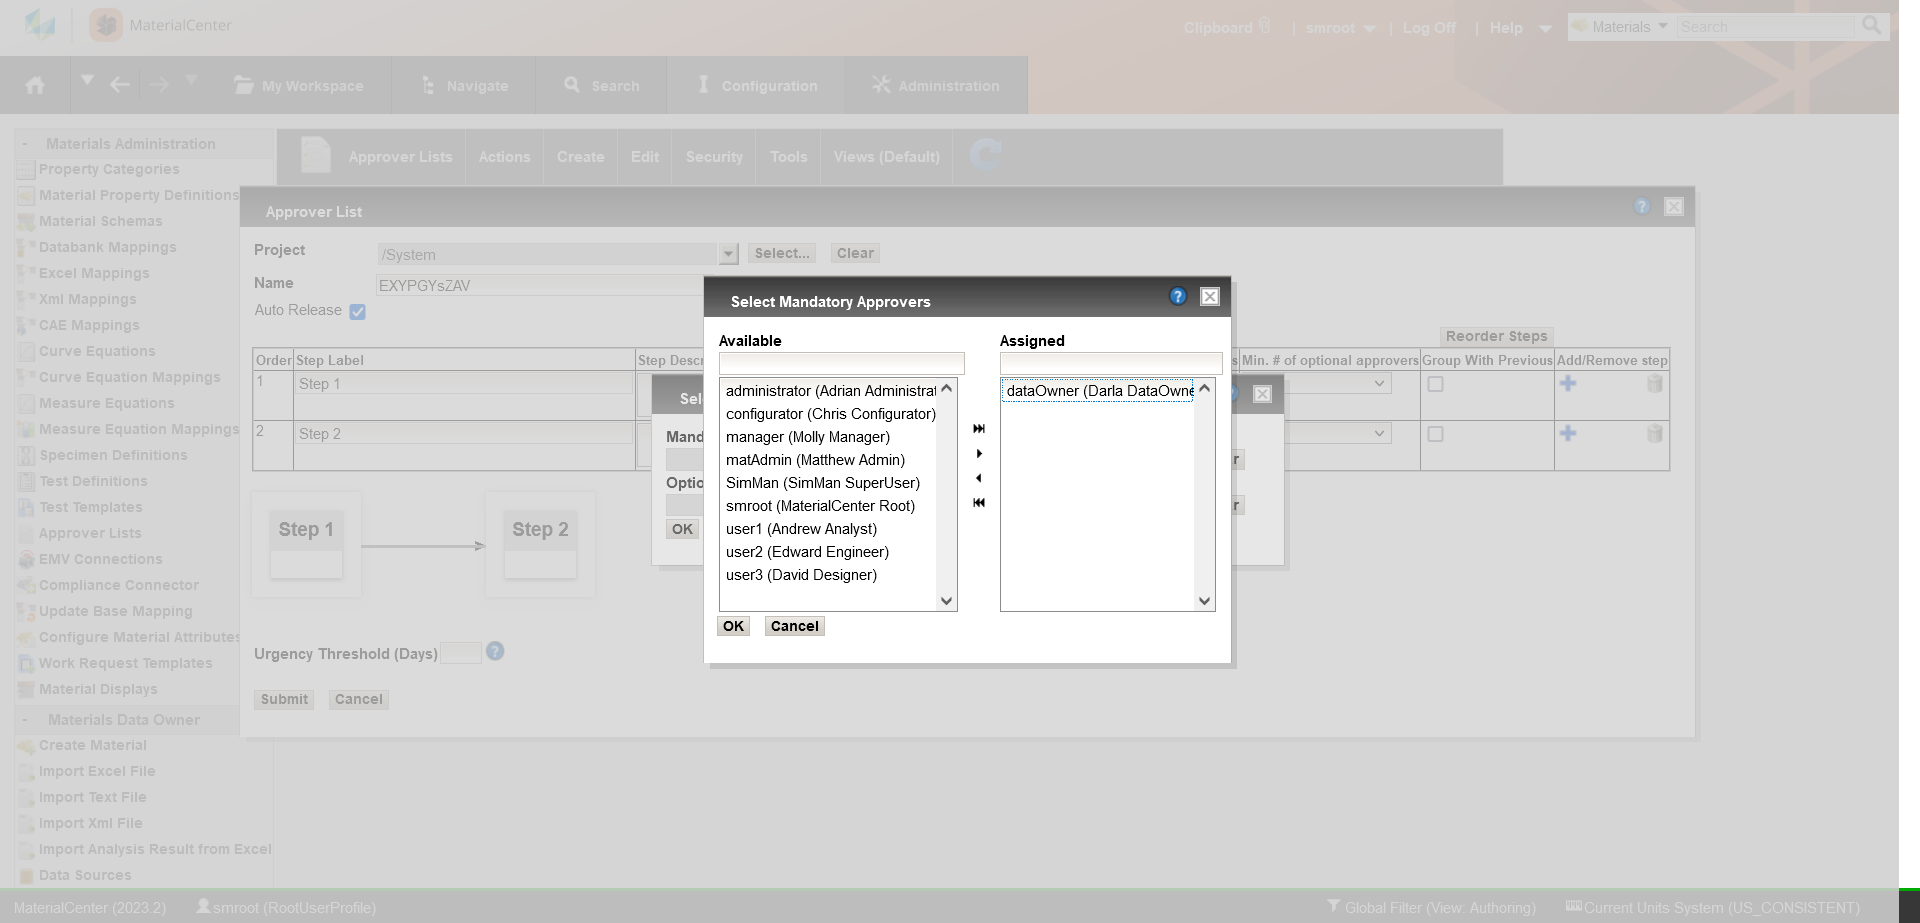 MaterialCenter
Clipboard | smroot | Log Off | Help
Materials Search
My Workspace Navigate Search Configuration Administration
- Materials Administration
Property Categories
Material Property Definitions
Material Schemas
Databank Mappings
Excel Mappings
Xml Mappings
CAE Mappings
Curve Equations
Curve Equation Mappings
Measure Equations
Measure Equation Mappings
Specimen Definitions
Test Definitions
Test Templates
Approver Lists
EMV Connections
Compliance Connector
Update Base Mapping
Configure Material Attributes
Work Request Templates
Material Displays
- Materials Data Owner
Create Material
Import Excel File
Import Text File
Import Xml File
Import Analysis Result from Excel
Data Sources
Approver Lists Actions Create Edit Security Tools Views (Default)
Approver List
Project /System Select... Clear
Name EXYPGYsZAV
Auto Release
Reorder Steps
Order Step Label Step Descr s Min. # of optional approvers Group With Previous Add/Remove step
1 Step 1
2 Step 2
Step 1 Step 2
Urgency Threshold (Days)
Submit Cancel
Sel
Mand
r
Optio
r
OK
Select Mandatory Approvers
Available
administrator (Adrian Administrat
configurator (Chris Configurator)
manager (Molly Manager)
matAdmin (Matthew Admin)
SimMan (SimMan SuperUser)
smroot (MaterialCenter Root)
user1 (Andrew Analyst)
user2 (Edward Engineer)
user3 (David Designer)
Assigned
dataOwner (Darla DataOwne
OK Cancel
MaterialCenter (2023.2) smroot (RootUserProfile) Global Filter (View: Authoring) Current Units System (US_CONSISTENT)